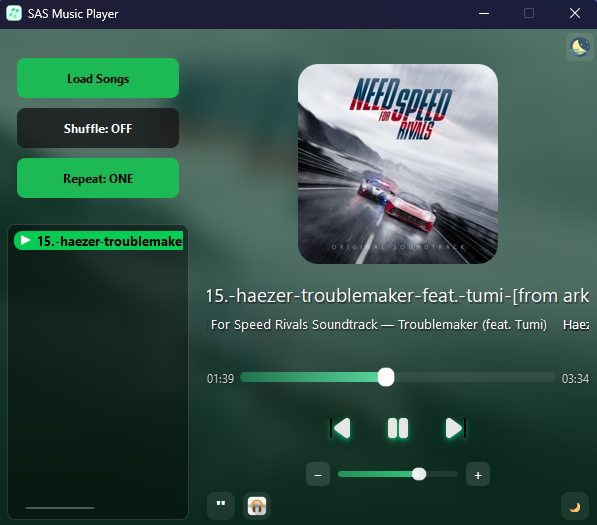 SAS Music Player
Load Songs
Shuffle: OFF
Repeat: ONE
15.-haezer-troublemake
NEED
FOR SPEED
RIVALS
ORIGINAL SOUNDTRACK
15.-haezer-troublemaker-feat.-tumi-[from ark
For Speed Rivals Soundtrack — Troublemaker (feat. Tumi) Haez
01:39
03:34
− +
"